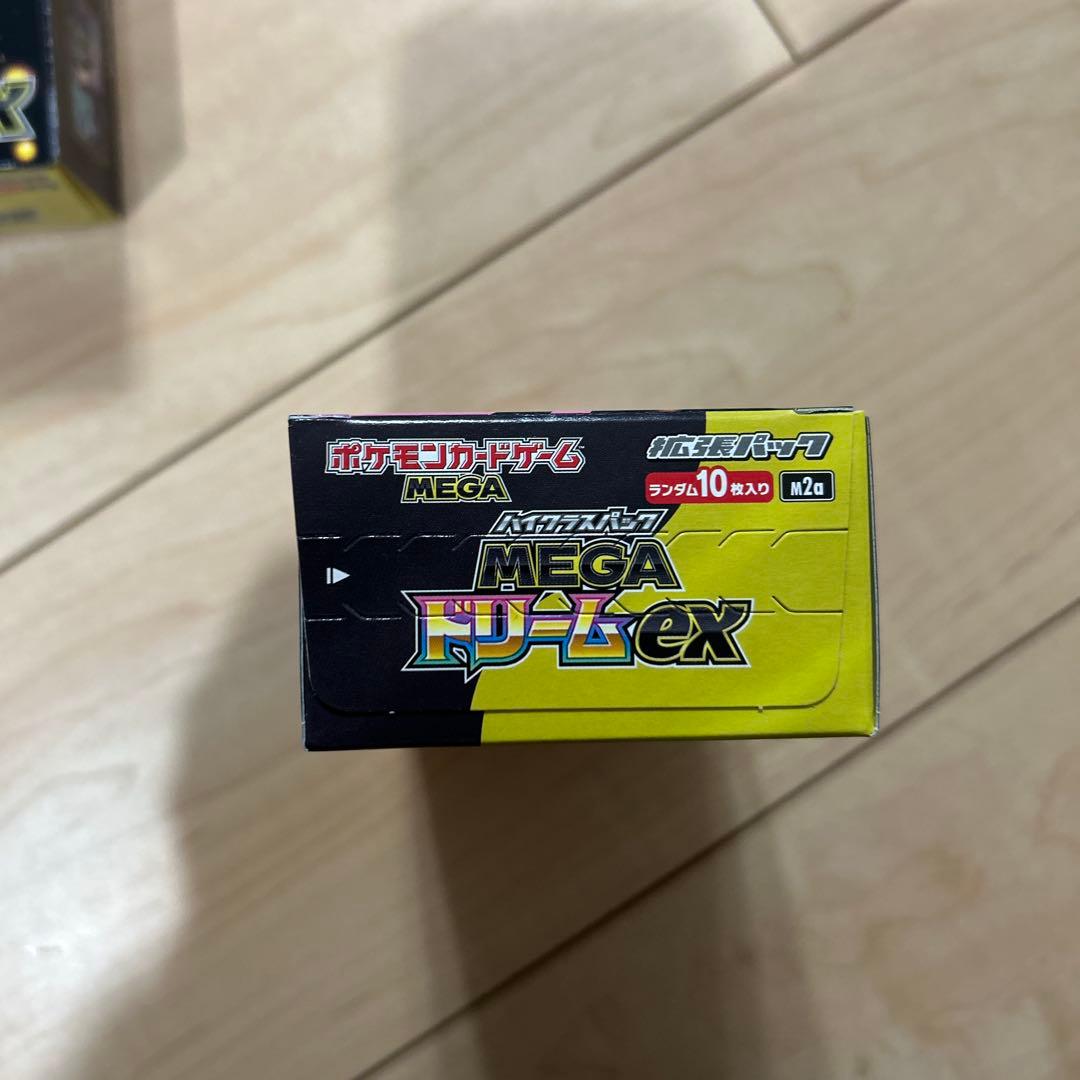 ポケモンカードゲーム
MEGA
拡張パック
ランダム10枚入り M2a
ハイクラスパック
MEGA
ドリームex